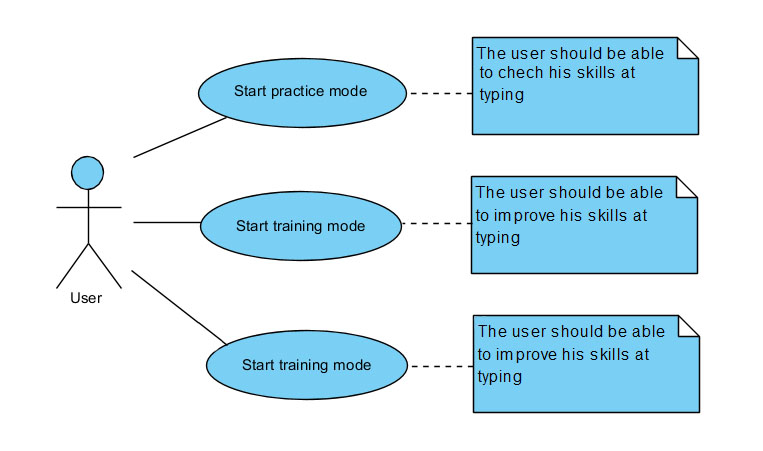 The user should be able
to chech his skills at
typing
Start practice mode
The user should be able
to improve his skills at
typing
Start training mode
User
The user should be able
to improve his skills at
typing
Start training mode